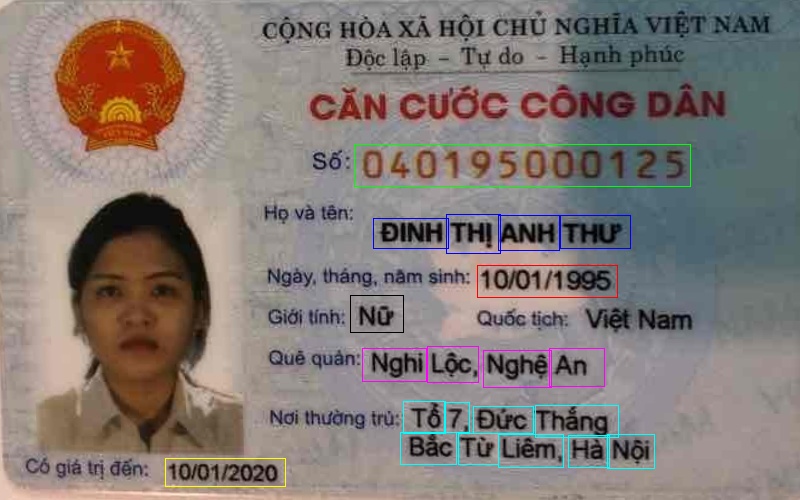 CỘNG HÒA XÃ HỘI CHỦ NGHĨA VIỆT NAM
Độc lập - Tự do - Hạnh phúc
CĂN CƯỚC CÔNG DÂN
Số: 040195000125
Họ và tên:
ĐINH THỊ ANH THƯ
Ngày, tháng, năm sinh: 10/01/1995
Giới tính: Nữ Quốc tịch: Việt Nam
Quê quán: Nghi Lộc, Nghệ An
Nơi thường trú: Tổ 7, Đức Thắng
Bắc Từ Liêm, Hà Nội
Có giá trị đến: 10/01/2020